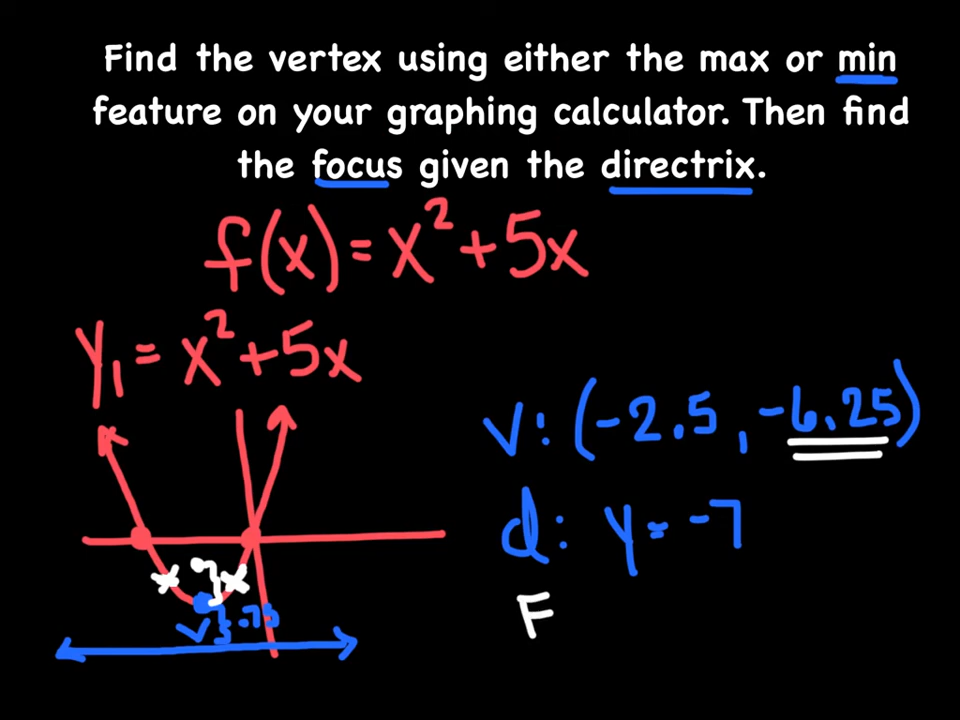 Find the vertex using either the max or min
feature on your graphing calculator. Then find
the focus given the directrix.
f(x) = x² + 5x
y₁ = x² + 5x
V: (-2.5, -6.25)
d: y = -7
F
V .75